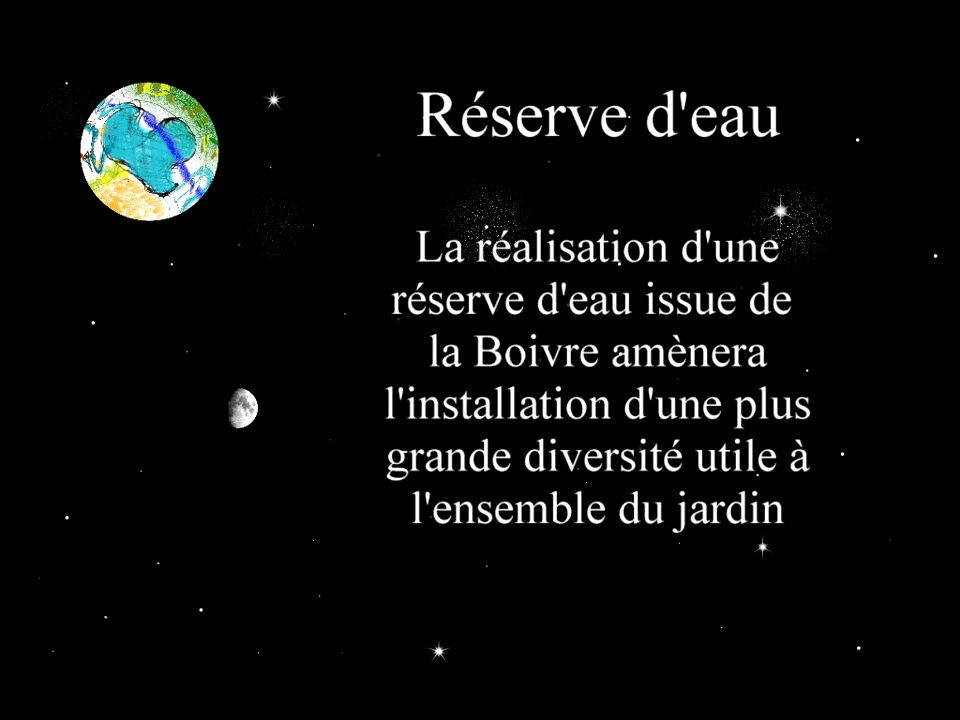 Réserve d'eau
La réalisation d'une
réserve d'eau issue de
la Boivre amènera
l'installation d'une plus
grande diversité utile à
l'ensemble du jardin